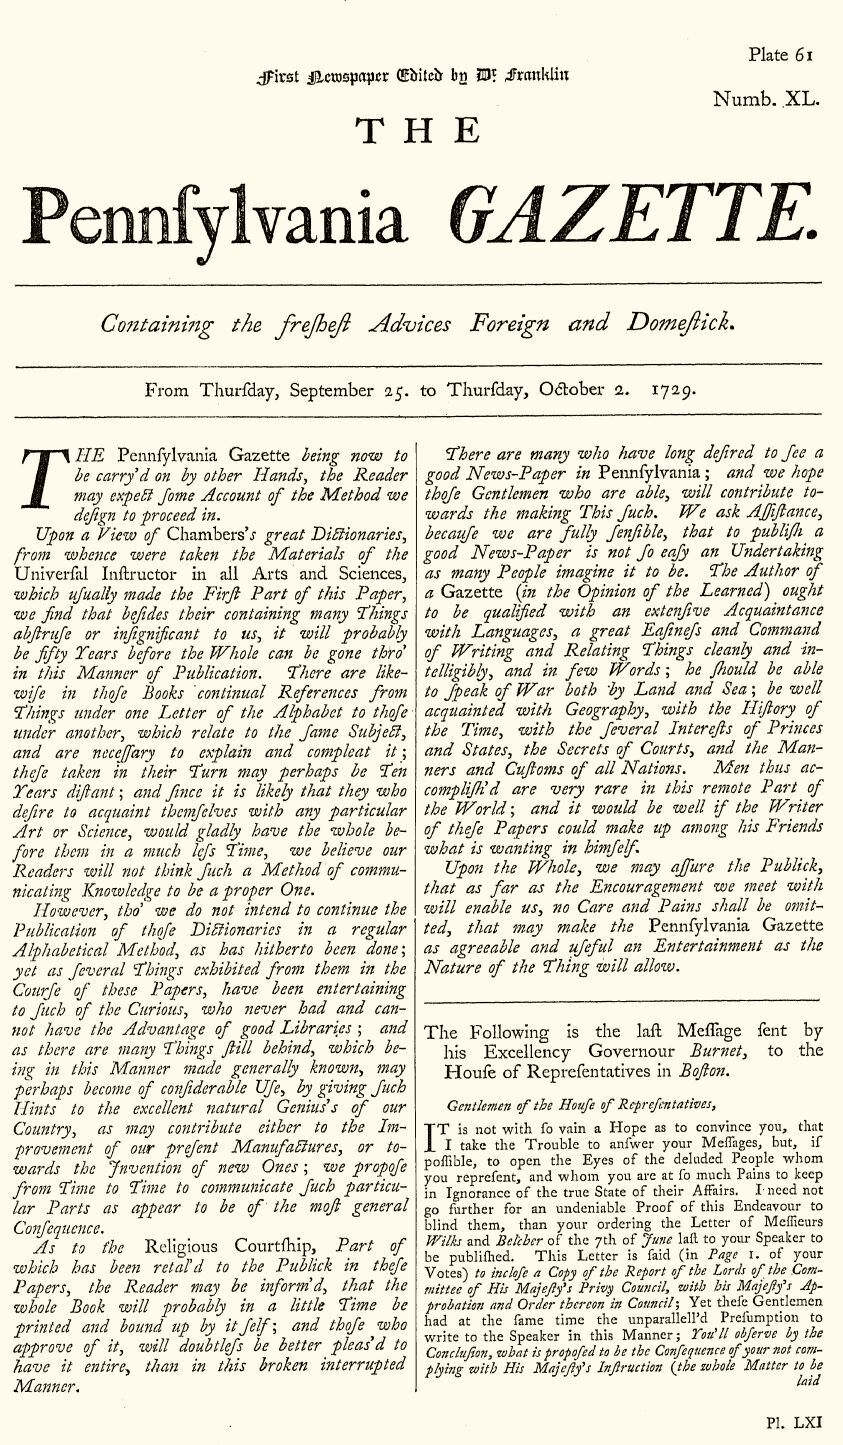 Plate 61
First Newspaper Edited by Dr. Franklin
Numb. XL.
THE
Pennſylvania GAZETTE.
Containing the freſheſt Advices Foreign and Domeſtick.
From Thurſday, September 25. to Thurſday, October 2. 1729.
THE Pennſylvania Gazette being now to
be carry'd on by other Hands, the Reader
may expect ſome Account of the Method we
deſign to proceed in.
Upon a View of Chambers's great Dictionaries,
from whence were taken the Materials of the
Univerſal Inſtructor in all Arts and Sciences,
which uſually made the Firſt Part of this Paper,
we find that beſides their containing many Things
abſtruſe or inſignificant to us, it will probably
be fifty Years before the Whole can be gone thro'
in this Manner of Publication. There are like-
wiſe in thoſe Books continual References from
Things under one Letter of the Alphabet to thoſe
under another, which relate to the ſame Subject,
and are neceſſary to explain and compleat it;
theſe taken in their Turn may perhaps be Ten
Years diſtant; and ſince it is likely that they who
deſire to acquaint themſelves with any particular
Art or Science, would gladly have the whole be-
fore them in a much leſs Time, we believe our
Readers will not think ſuch a Method of commu-
nicating Knowledge to be a proper One.
However, tho' we do not intend to continue the
Publication of thoſe Dictionaries in a regular
Alphabetical Method, as has hitherto been done;
yet as ſeveral Things exhibited from them in the
Courſe of these Papers, have been entertaining
to ſuch of the Curious, who never had and can-
not have the Advantage of good Libraries; and
as there are many Things ſtill behind, which be-
ing in this Manner made generally known, may
perhaps become of conſiderable Uſe, by giving ſuch
Hints to the excellent natural Genius's of our
Country, as may contribute either to the Im-
provement of our preſent Manufactures, or to-
wards the Invention of new Ones; we propoſe
from Time to Time to communicate ſuch particu-
lar Parts as appear to be of the moſt general
Conſequence.
As to the Religious Courtſhip, Part of
which has been retal'd to the Publick in theſe
Papers, the Reader may be inform'd, that the
whole Book will probably in a little Time be
printed and bound up by it ſelf; and thoſe who
approve of it, will doubtleſs be better pleas'd to
have it entire, than in this broken interrupted
Manner.
There are many who have long deſired to ſee a
good News-Paper in Pennſylvania; and we hope
thoſe Gentlemen who are able, will contribute to-
wards the making This ſuch. We ask Aſſiſtance,
becauſe we are fully ſenſible, that to publiſh a
good News-Paper is not ſo eaſy an Undertaking
as many People imagine it to be. The Author of
a Gazette (in the Opinion of the Learned) ought
to be qualified with an extenſive Acquaintance
with Languages, a great Eaſineſs and Command
of Writing and Relating Things cleanly and in-
telligibly, and in few Words; he ſhould be able
to ſpeak of War both by Land and Sea; be well
acquainted with Geography, with the Hiſtory of
the Time, with the ſeveral Intereſts of Princes
and States, the Secrets of Courts, and the Man-
ners and Cuſtoms of all Nations. Men thus ac-
compliſh'd are very rare in this remote Part of
the World; and it would be well if the Writer
of theſe Papers could make up among his Friends
what is wanting in himſelf.
Upon the Whole, we may aſſure the Publick,
that as far as the Encouragement we meet with
will enable us, no Care and Pains shall be omit-
ted, that may make the Pennſylvania Gazette
as agreeable and uſeful an Entertainment as the
Nature of the Thing will allow.
The Following is the laſt Meſſage ſent by
his Excellency Governour Burnet, to the
Houſe of Repreſentatives in Boſton.
Gentlemen of the Houſe of Repreſentatives,
IT is not with ſo vain a Hope as to convince you, that
I take the Trouble to anſwer your Meſſages, but, if
poſſible, to open the Eyes of the deluded People whom
you repreſent, and whom you are at ſo much Pains to keep
in Ignorance of the true State of their Affairs. I need not
go further for an undeniable Proof of this Endeavour to
blind them, than your ordering the Letter of Meſſieurs
Wilks and Belcher of the 7th of June laſt to your Speaker to
be publiſhed. This Letter is ſaid (in Page 1. of your
Votes) to incloſe a Copy of the Report of the Lords of the Com-
mittee of His Majeſty's Privy Council, with his Majeſty's Ap-
probation and Order thereon in Council; Yet theſe Gentlemen
had at the ſame time the unparallell'd Preſumption to
write to the Speaker in this Manner; You'll obſerve by the
Concluſion, what is propoſed to be the Conſequence of your not com-
plying with His Majeſty's Inſtruction (the whole Matter to be
laid
Pl. LXI